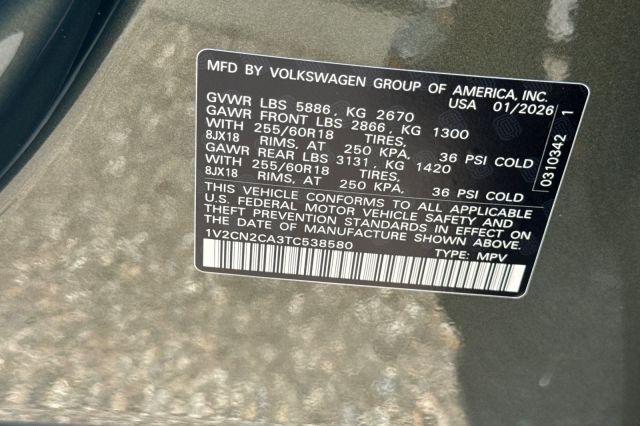 MFD BY VOLKSWAGEN GROUP OF AMERICA, INC.
USA 01/2026
GVWR LBS 5886, KG 2670
GAWR FRONT LBS 2866, KG 1300
WITH 255/60R18 TIRES,
8JX18 RIMS, AT 250 KPA, 36 PSI COLD
GAWR REAR LBS 3131, KG 1420
WITH 255/60R18 TIRES,
8JX18 RIMS, AT 250 KPA, 36 PSI COLD
THIS VEHICLE CONFORMS TO ALL APPLICABLE
U.S. FEDERAL MOTOR VEHICLE SAFETY AND
THEFT PREVENTION STANDARDS IN EFFECT ON
THE DATE OF MANUFACTURE SHOWN ABOVE.
1V2CN2CA3TC538580
TYPE: MPV
0310342 1